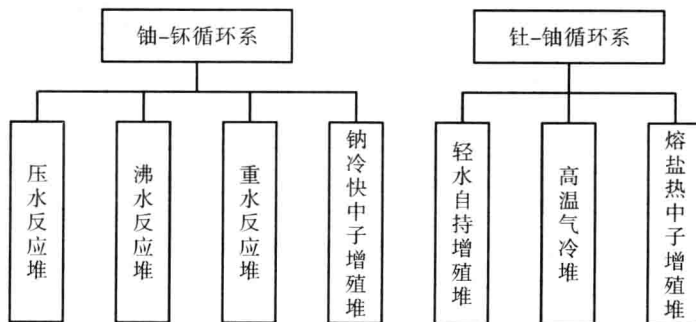 铀-钚循环系
钍-铀循环系
压水反应堆
沸水反应堆
重水反应堆
钠冷快中子增殖堆
轻水自持增殖堆
高温气冷堆
熔盐热中子增殖堆